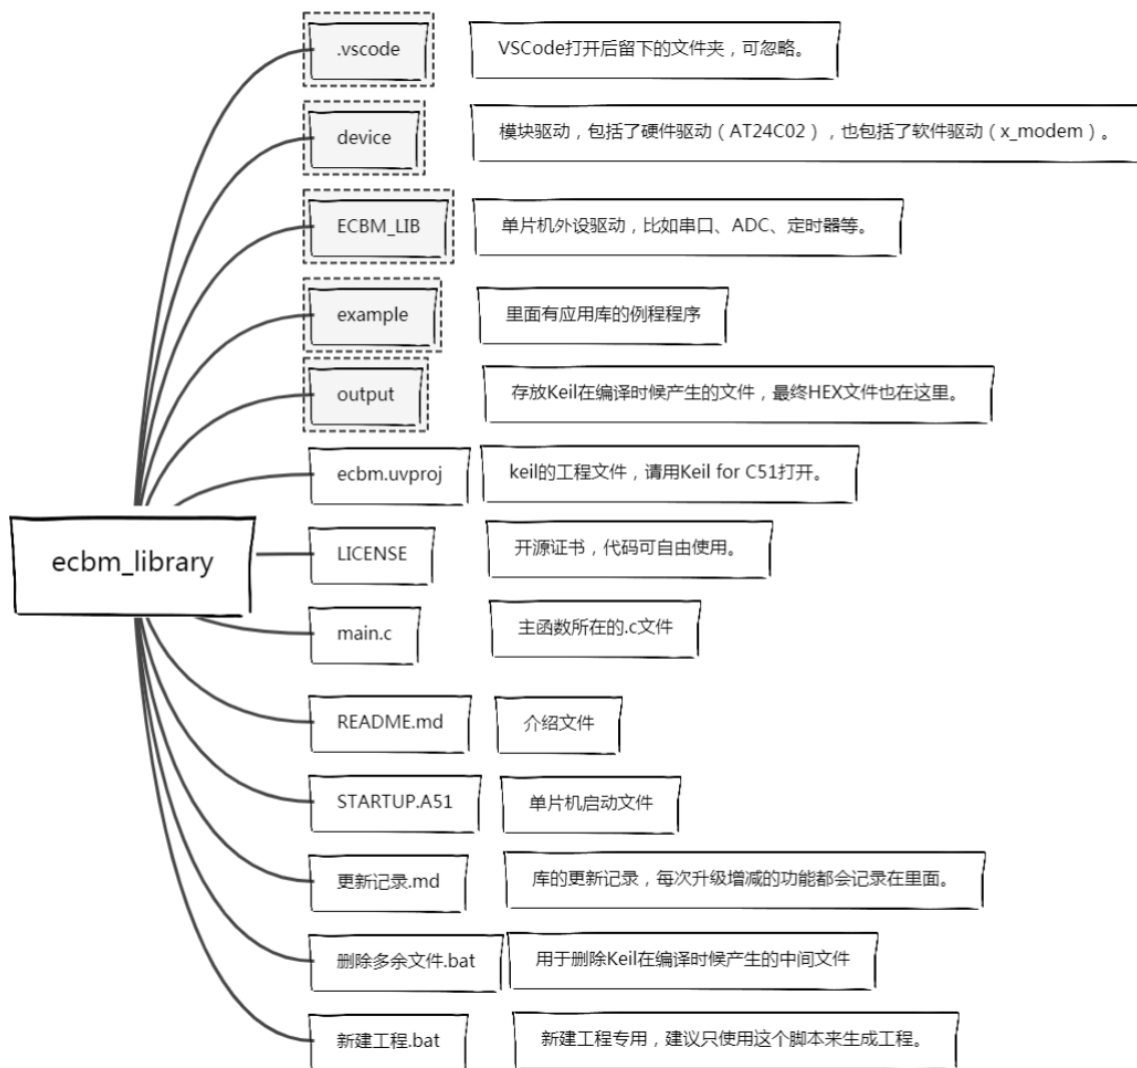 .vscode
VSCode打开后留下的文件夹，可忽略。
device
模块驱动，包括了硬件驱动（AT24C02），也包括了软件驱动（x_modem）。
ECBM_LIB
单片机外设驱动，比如串口、ADC、定时器等。
example
里面有应用库的例程程序
output
存放Keil在编译时候产生的文件，最终HEX文件也在这里。
ecbm.uvproj
keil的工程文件，请用Keil for C51打开。
ecbm_library
LICENSE
开源证书，代码可自由使用。
main.c
主函数所在的.c文件
README.md
介绍文件
STARTUP.A51
单片机启动文件
更新记录.md
库的更新记录，每次升级增减的功能都会记录在里面。
删除多余文件.bat
用于删除Keil在编译时候产生的中间文件
新建工程.bat
新建工程专用，建议只使用这个脚本来生成工程。